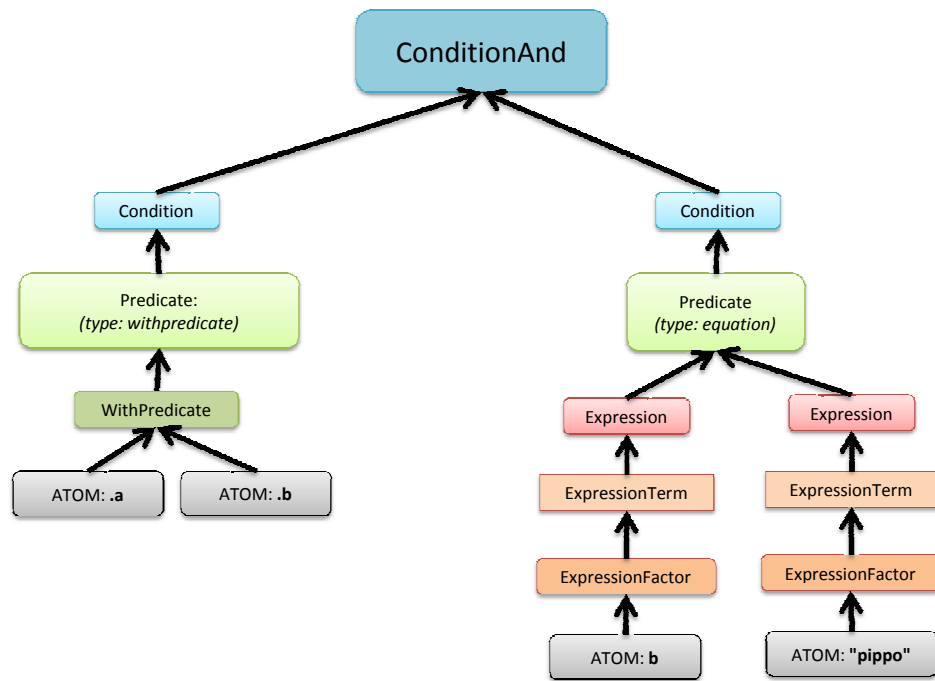 ConditionAnd
Condition
Condition
Predicate:
(type: withpredicate)
Predicate
(type: equation)
WithPredicate
Expression
Expression
ATOM: .a
ATOM: .b
ExpressionTerm
ExpressionTerm
ExpressionFactor
ExpressionFactor
ATOM: b
ATOM: "pippo"